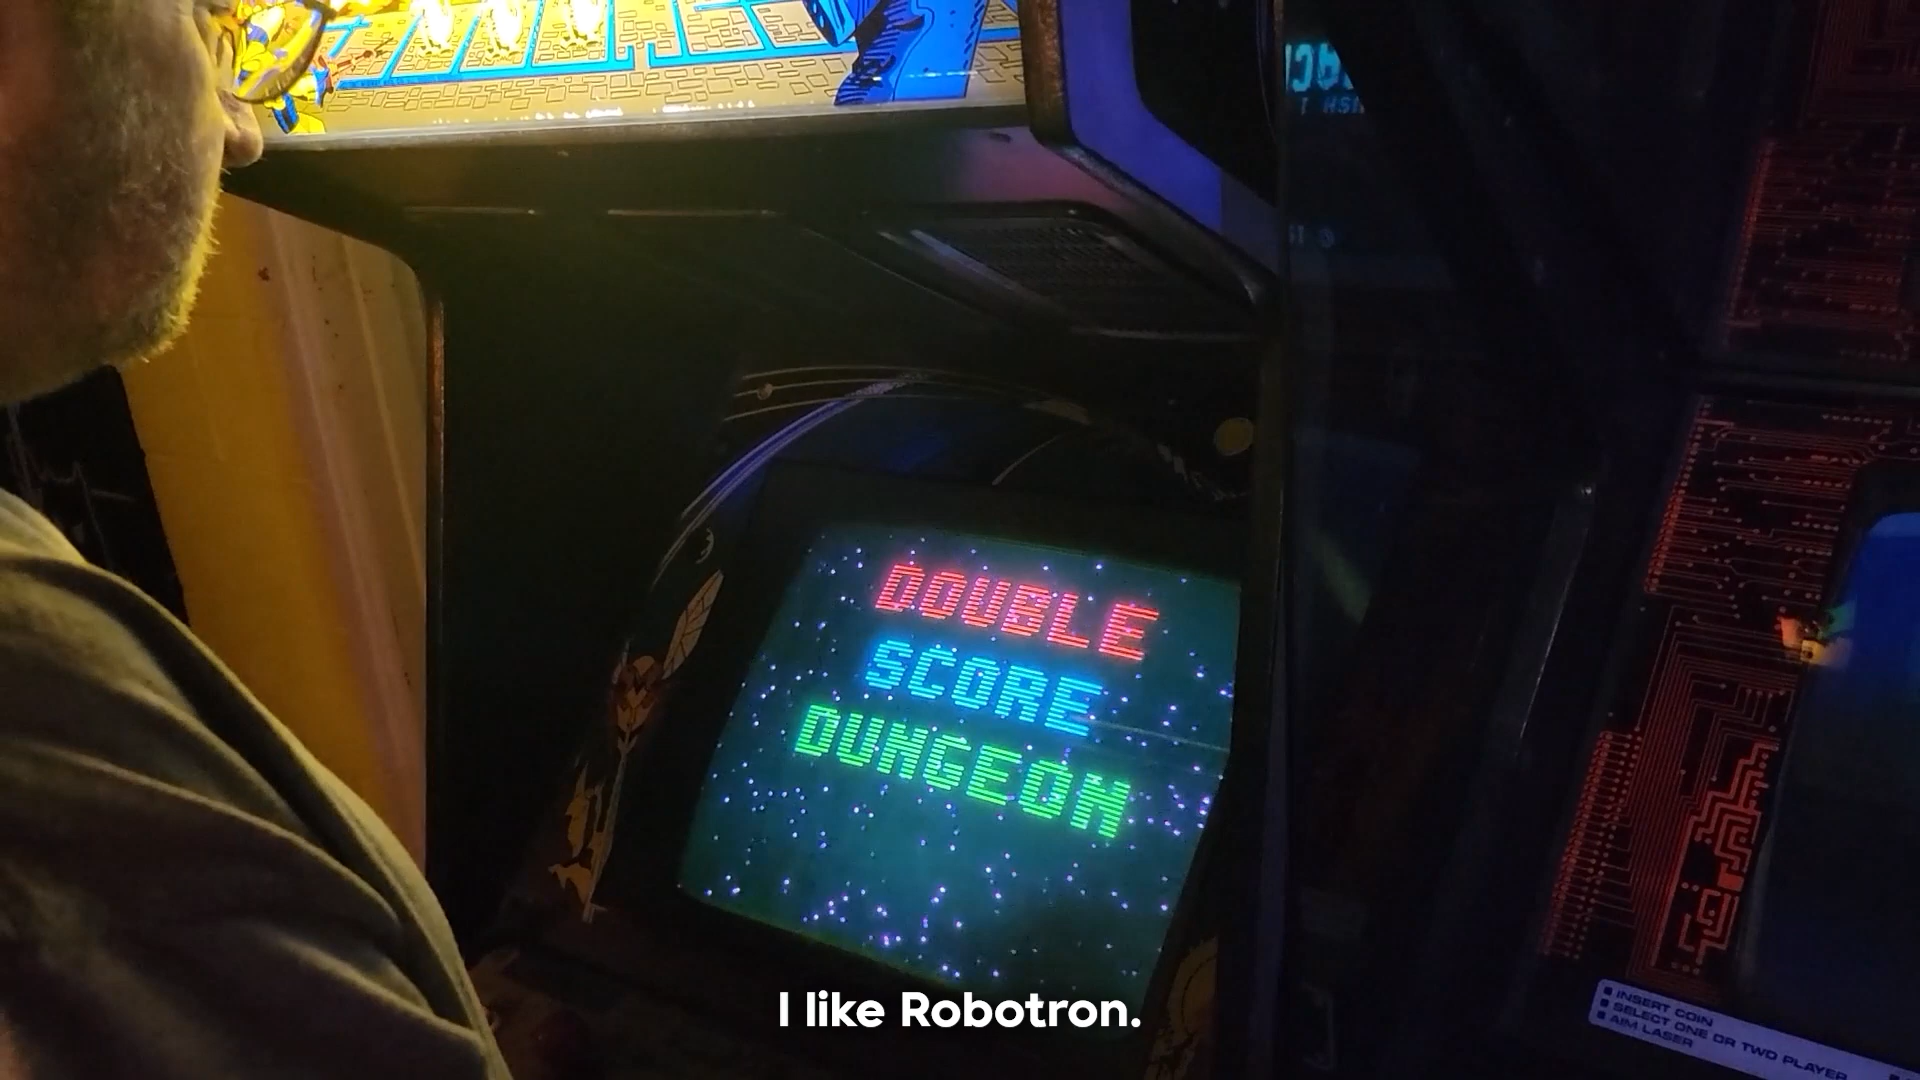 DOUBLE
SCORE
DUNGEON
INSERT COIN
SELECT ONE OR TWO PLAYER
AIM LASER
I like Robotron.